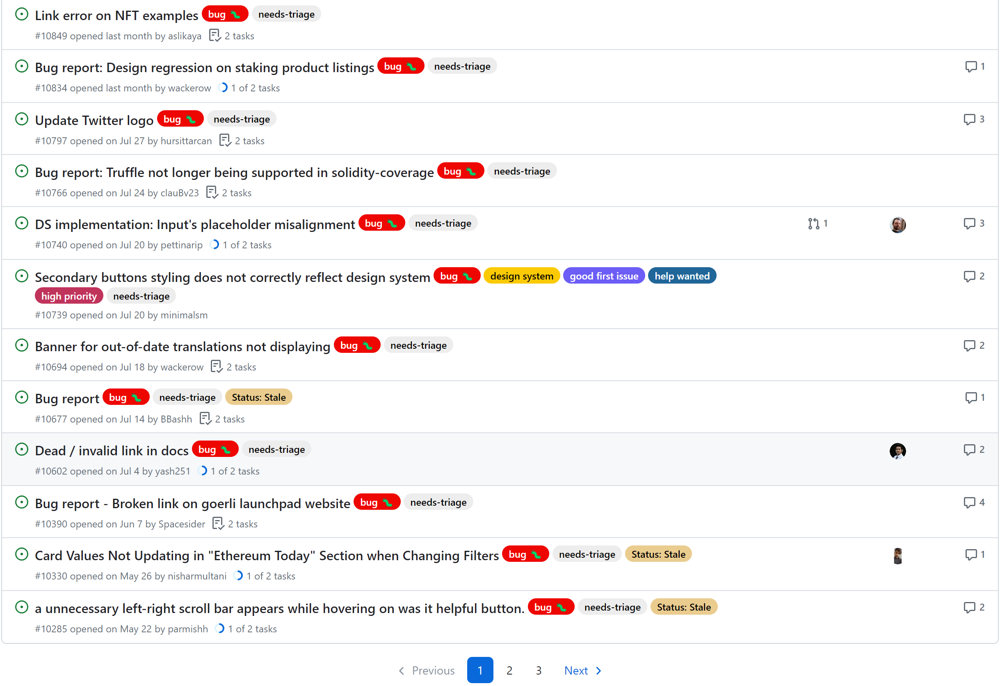 Link error on NFT examples bug needs-triage
#10849 opened last month by aslikaya 2 tasks
Bug report: Design regression on staking product listings bug needs-triage 1
#10834 opened last month by wackerow 1 of 2 tasks
Update Twitter logo bug needs-triage 3
#10797 opened on Jul 27 by hursittarcan 2 tasks
Bug report: Truffle not longer being supported in solidity-coverage bug needs-triage
#10766 opened on Jul 24 by clauBv23 2 tasks
DS implementation: Input's placeholder misalignment bug needs-triage 1 3
#10740 opened on Jul 20 by pettinarip 1 of 2 tasks
Secondary buttons styling does not correctly reflect design system bug design system good first issue help wanted 2
high priority needs-triage
#10739 opened on Jul 20 by minimalsm
Banner for out-of-date translations not displaying bug needs-triage 2
#10694 opened on Jul 18 by wackerow 2 tasks
Bug report bug needs-triage Status: Stale 1
#10677 opened on Jul 14 by BBashh 2 tasks
Dead / invalid link in docs bug needs-triage 2
#10602 opened on Jul 4 by yash251 1 of 2 tasks
Bug report - Broken link on goerli launchpad website bug needs-triage 4
#10390 opened on Jun 7 by Spacesider 2 tasks
Card Values Not Updating in "Ethereum Today" Section when Changing Filters bug needs-triage Status: Stale 1
#10330 opened on May 26 by nisharmultani 1 of 2 tasks
a unnecessary left-right scroll bar appears while hovering on was it helpful button. bug needs-triage Status: Stale 2
#10285 opened on May 22 by parmishh 1 of 2 tasks
Previous 1 2 3 Next